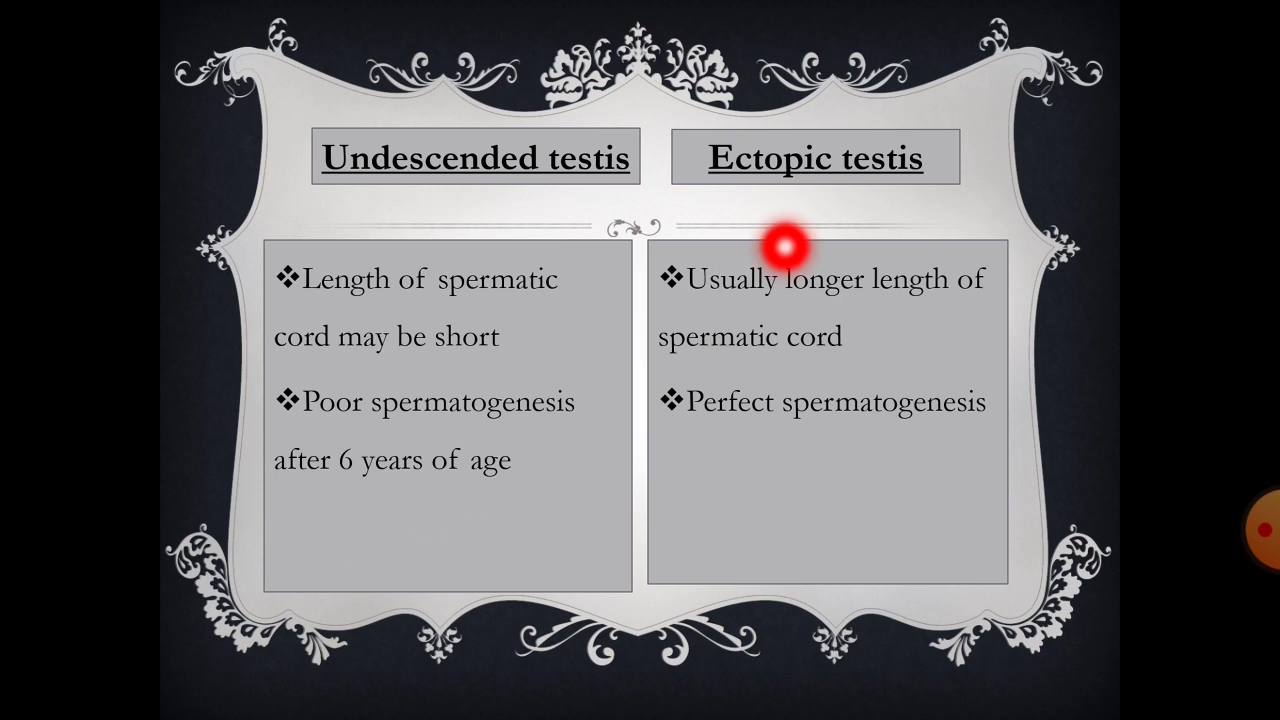 Undescended testis
Ectopic testis
❖Length of spermatic
cord may be short
❖Poor spermatogenesis
after 6 years of age
❖Usually longer length of
spermatic cord
❖Perfect spermatogenesis